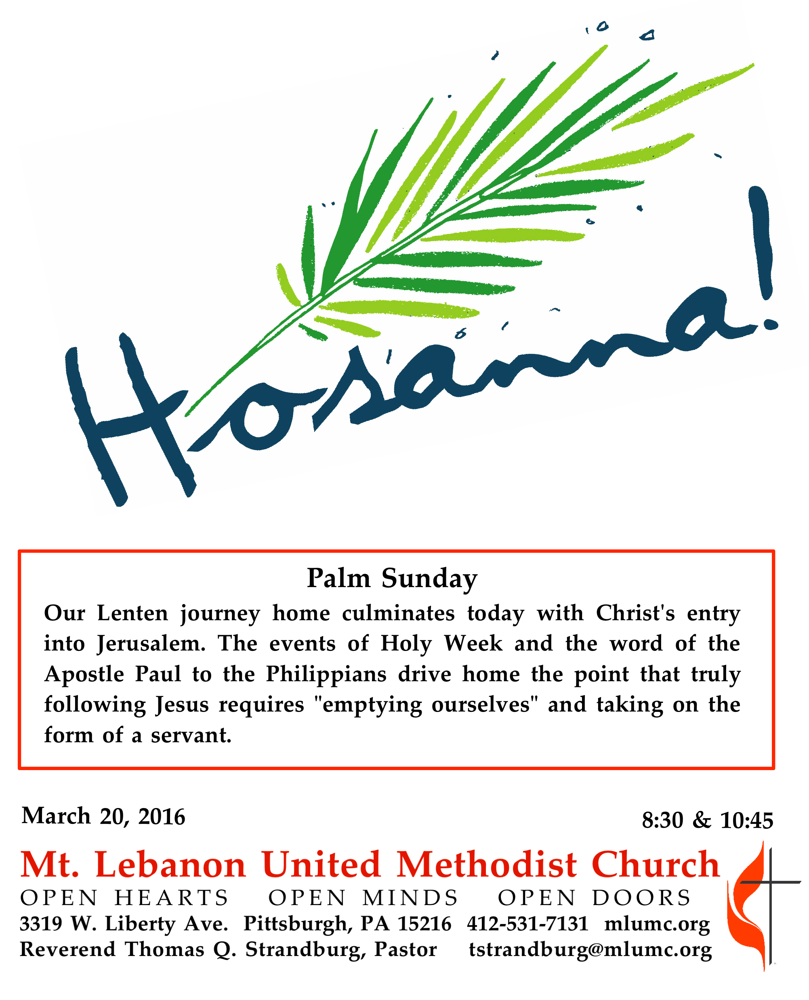 Hosanna!
Palm Sunday
Our Lenten journey home culminates today with Christ's entry
into Jerusalem. The events of Holy Week and the word of the
Apostle Paul to the Philippians drive home the point that truly
following Jesus requires "emptying ourselves" and taking on the
form of a servant.
March 20, 2016 8:30 & 10:45
Mt. Lebanon United Methodist Church
OPEN HEARTS OPEN MINDS OPEN DOORS
3319 W. Liberty Ave. Pittsburgh, PA 15216 412-531-7131 mlumc.org
Reverend Thomas Q. Strandburg, Pastor tstrandburg@mlumc.org